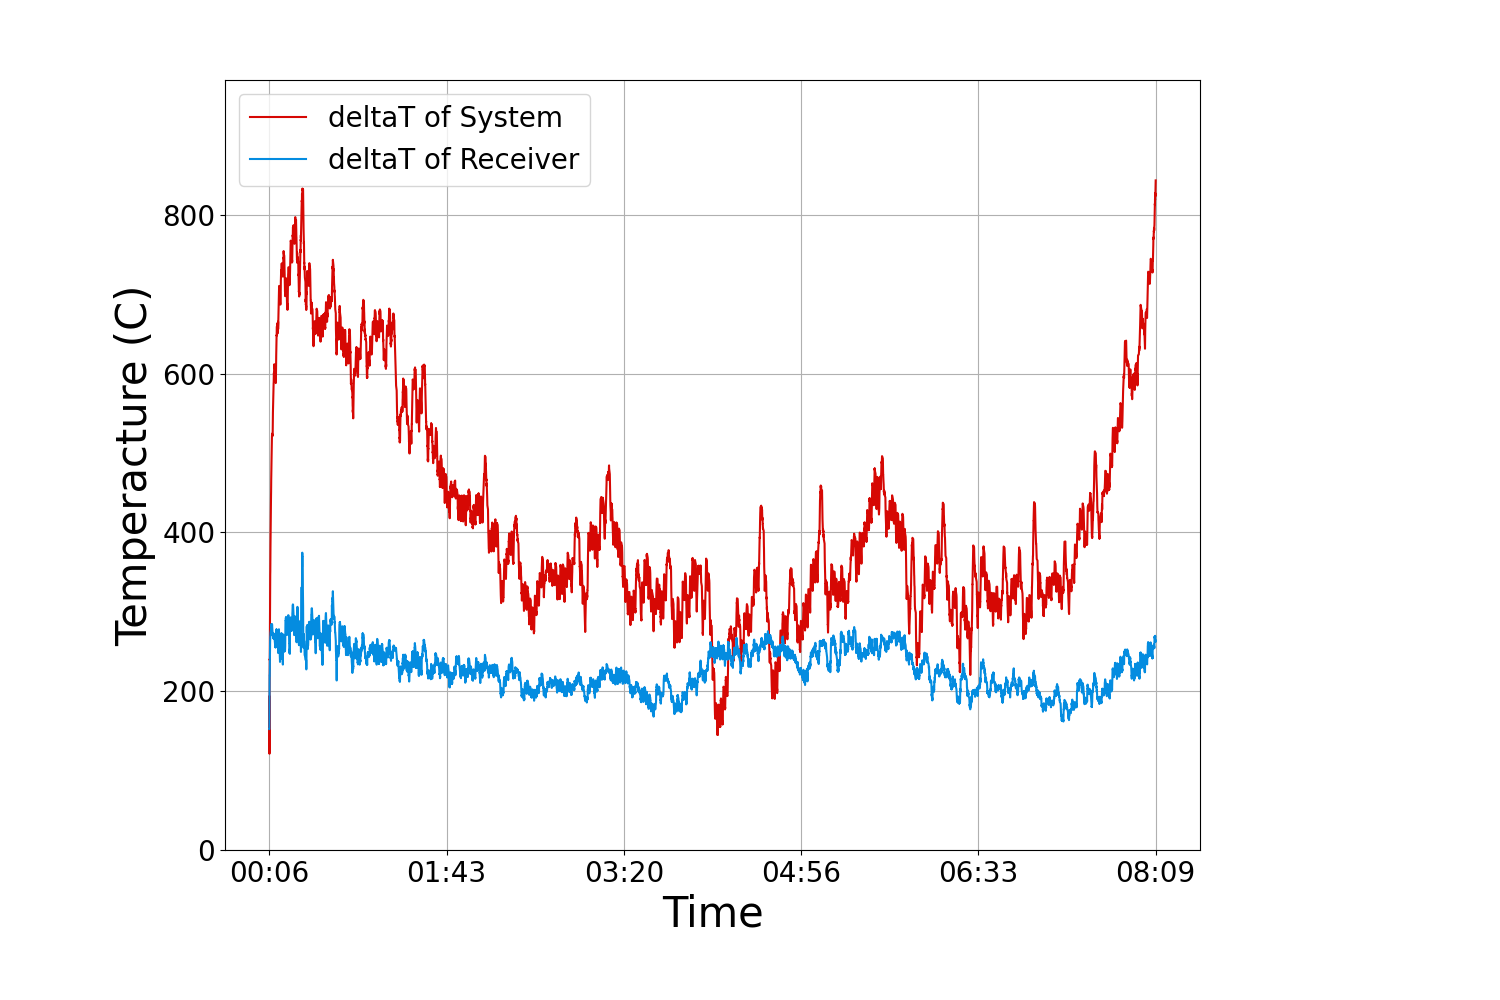 deltaT of System
deltaT of Receiver
Temperacture (C)
800
600
400
200
0
00:06 01:43 03:20 04:56 06:33 08:09
Time